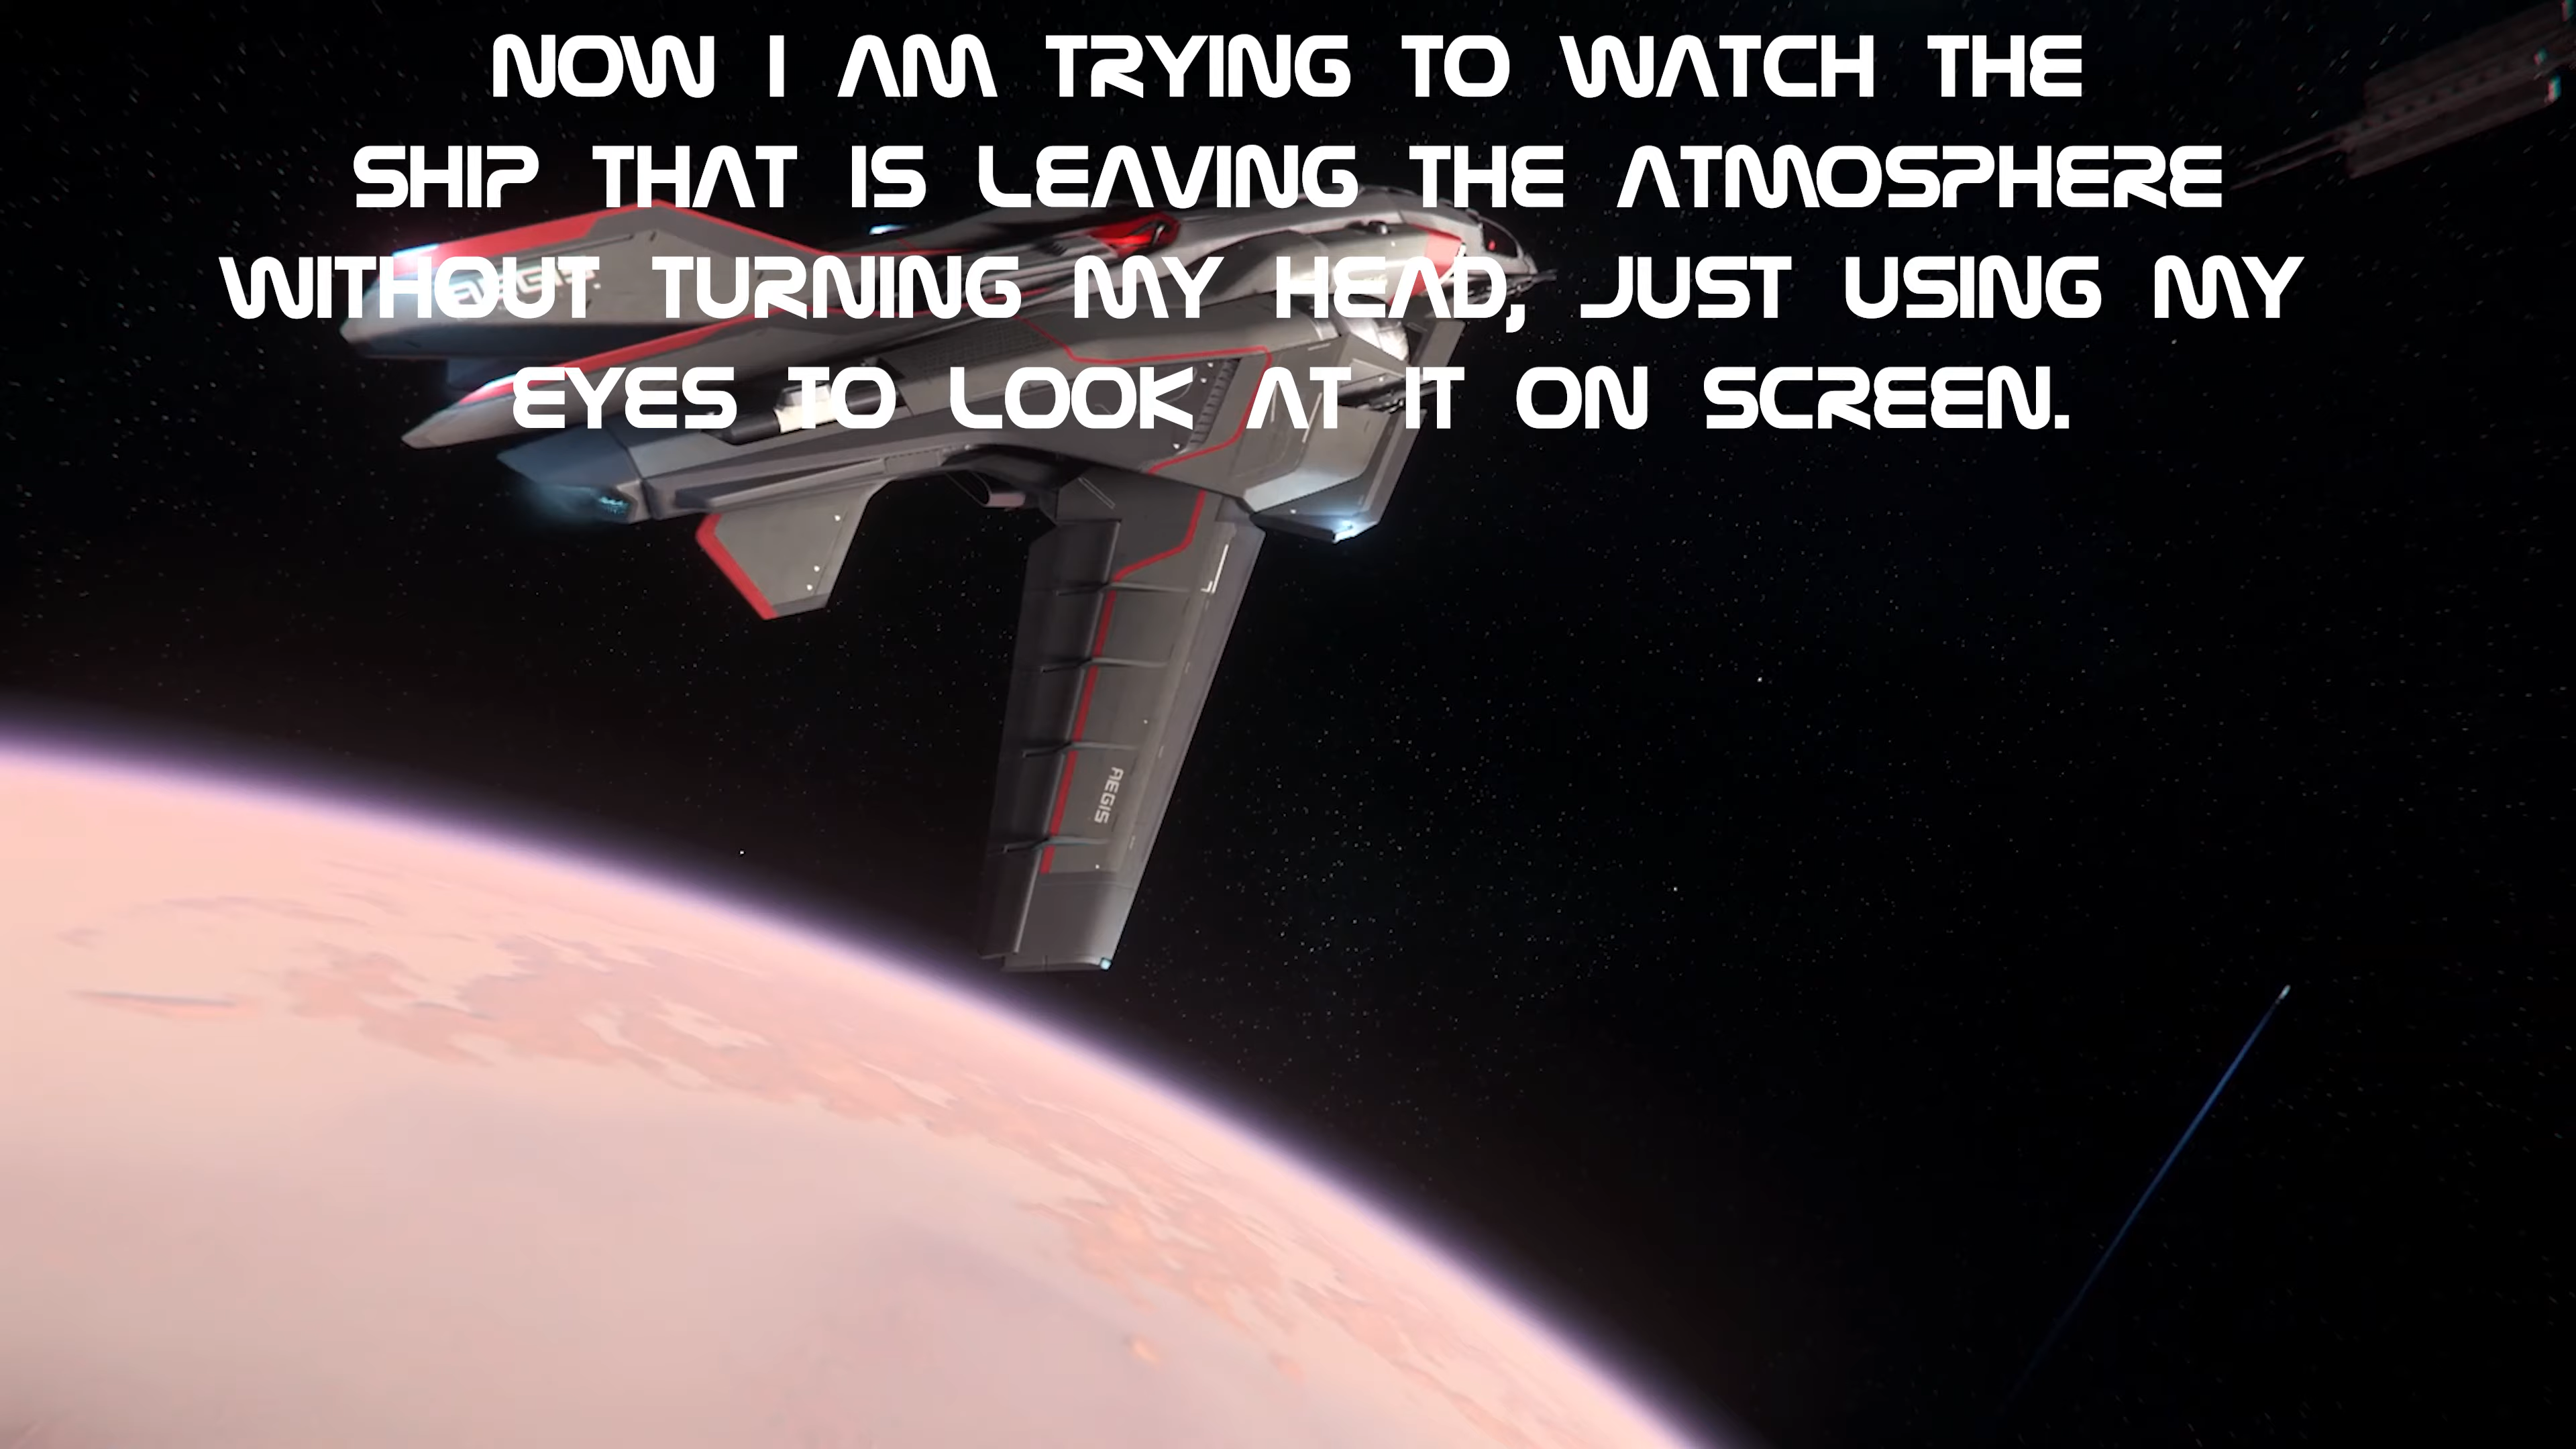 NOW I AM TRYING TO WATCH THE
SHIP THAT IS LEAVING THE ATMOSPHERE
WITHOUT TURNING MY HEAD, JUST USING MY
EYES TO LOOK AT IT ON SCREEN.
AEGIS
AEGIS